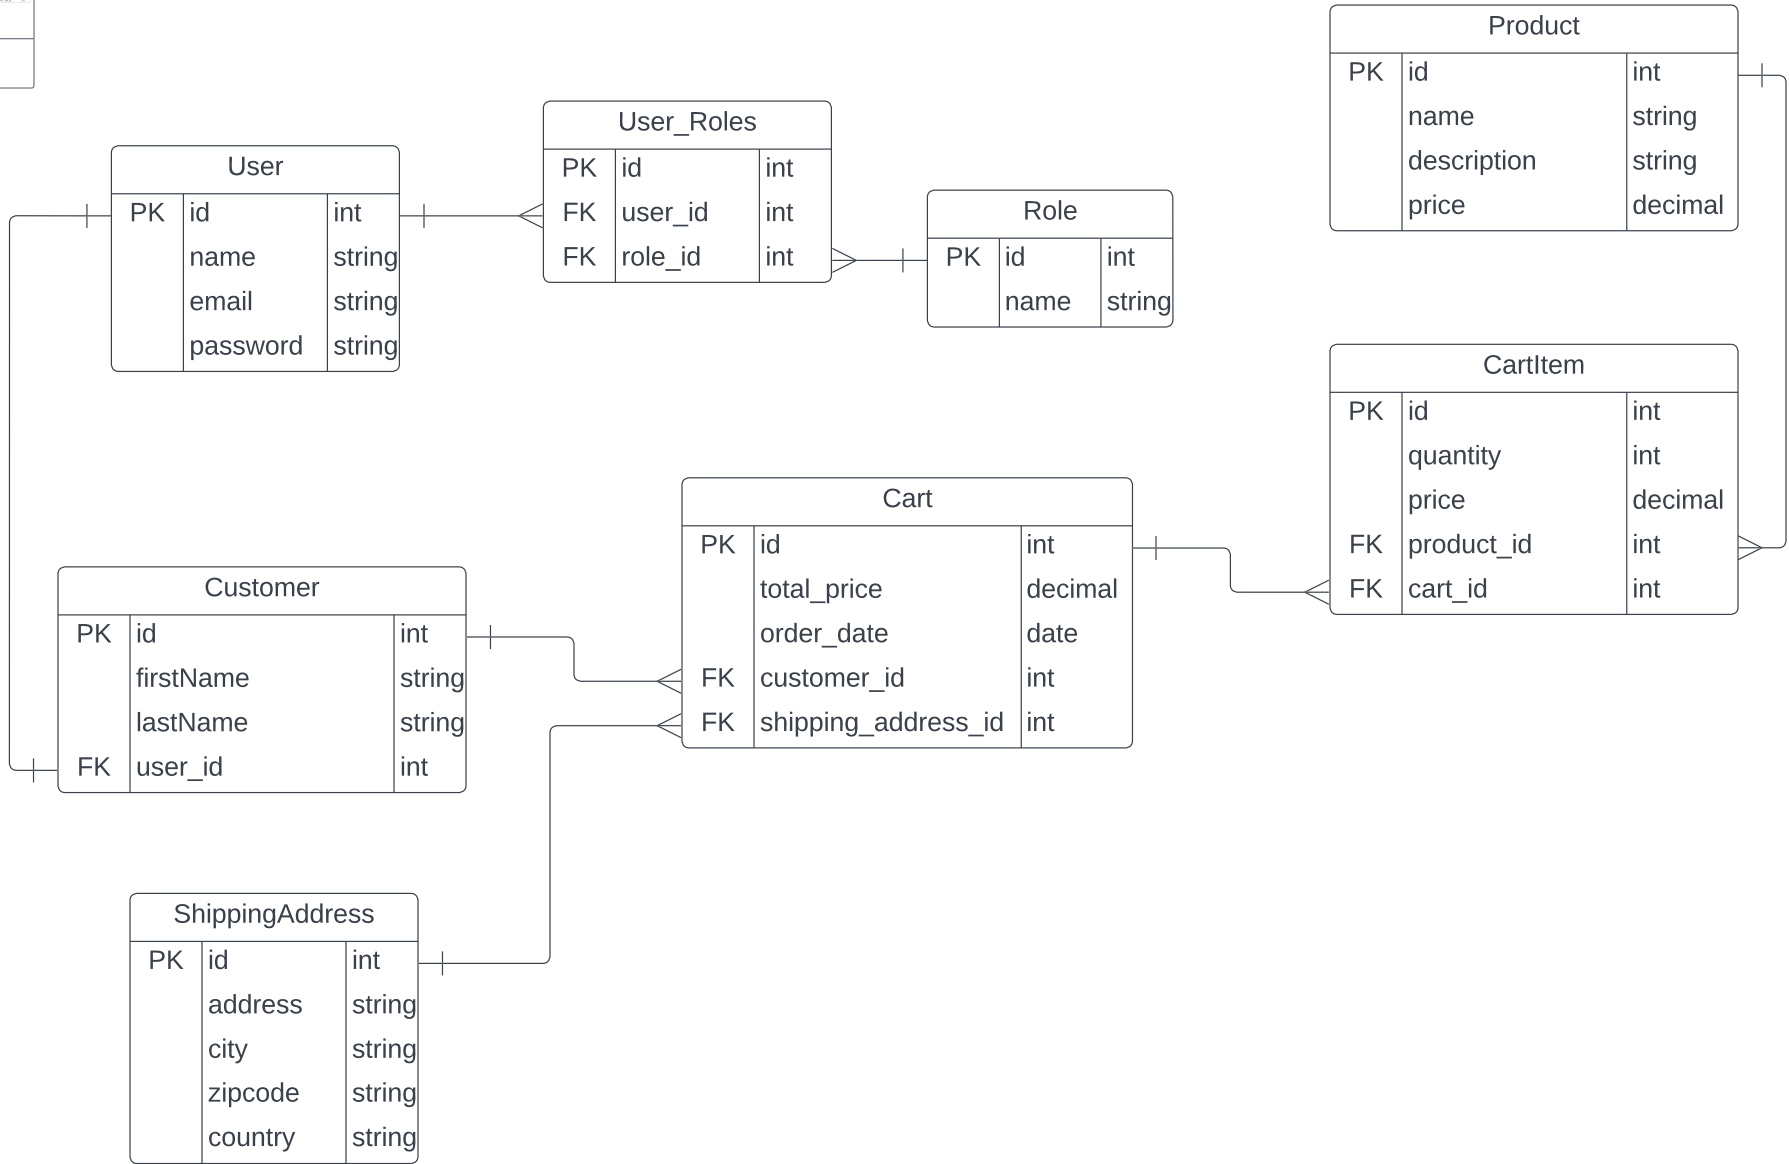 User
PK id int
name string
email string
password string
User_Roles
PK id int
FK user_id int
FK role_id int
Role
PK id int
name string
Product
PK id int
name string
description string
price decimal
CartItem
PK id int
quantity int
price decimal
FK product_id int
FK cart_id int
Cart
PK id int
total_price decimal
order_date date
FK customer_id int
FK shipping_address_id int
Customer
PK id int
firstName string
lastName string
FK user_id int
ShippingAddress
PK id int
address string
city string
zipcode string
country string